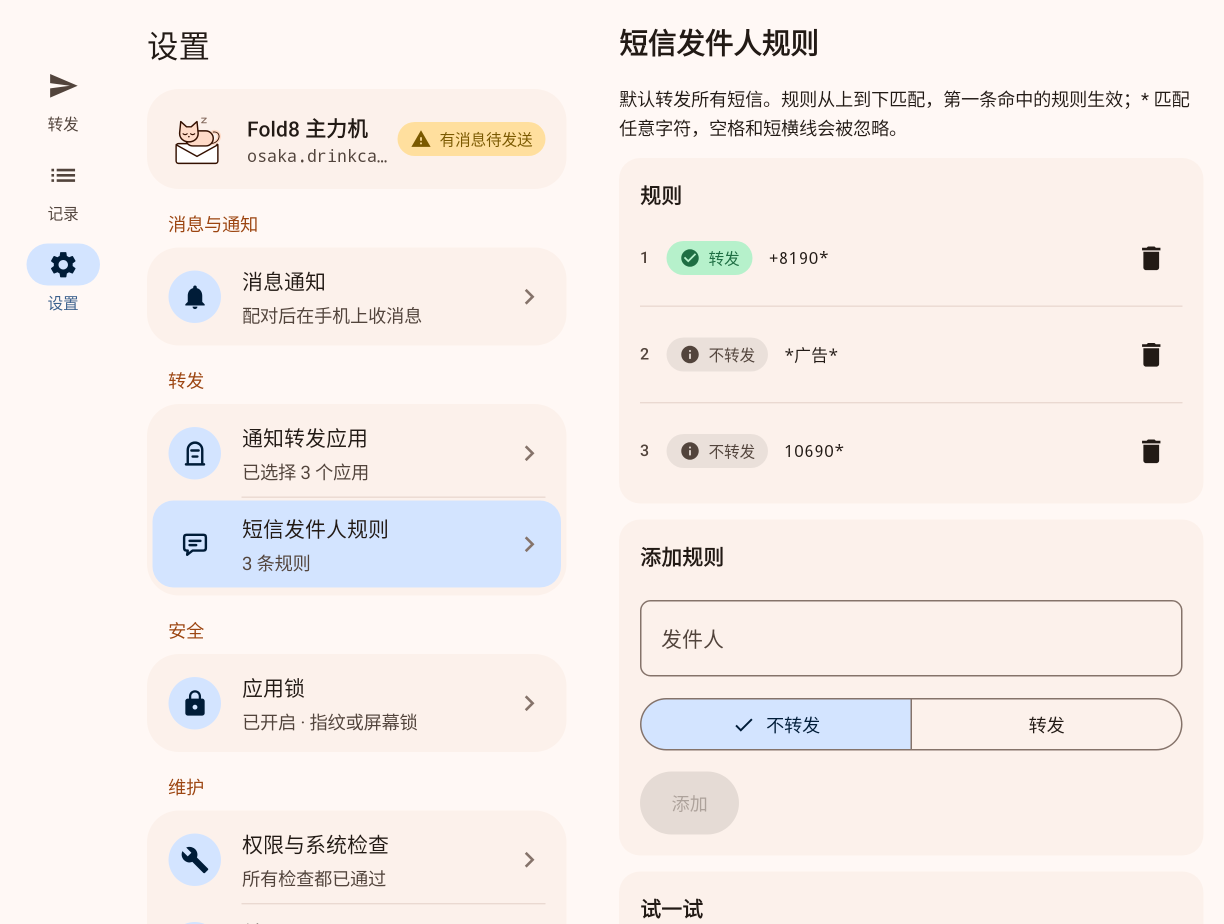 转发
记录
设置
设置
Fold8 主力机
osaka.drinkca…
有消息待发送
消息与通知
消息通知
配对后在手机上收消息
转发
通知转发应用
已选择 3 个应用
短信发件人规则
3 条规则
安全
应用锁
已开启 · 指纹或屏幕锁
维护
权限与系统检查
所有检查都已通过
短信发件人规则
默认转发所有短信。规则从上到下匹配，第一条命中的规则生效；* 匹配
任意字符，空格和短横线会被忽略。
规则
1 转发 +8190*
2 不转发 *广告*
3 不转发 10690*
添加规则
发件人
不转发 转发
添加
试一试